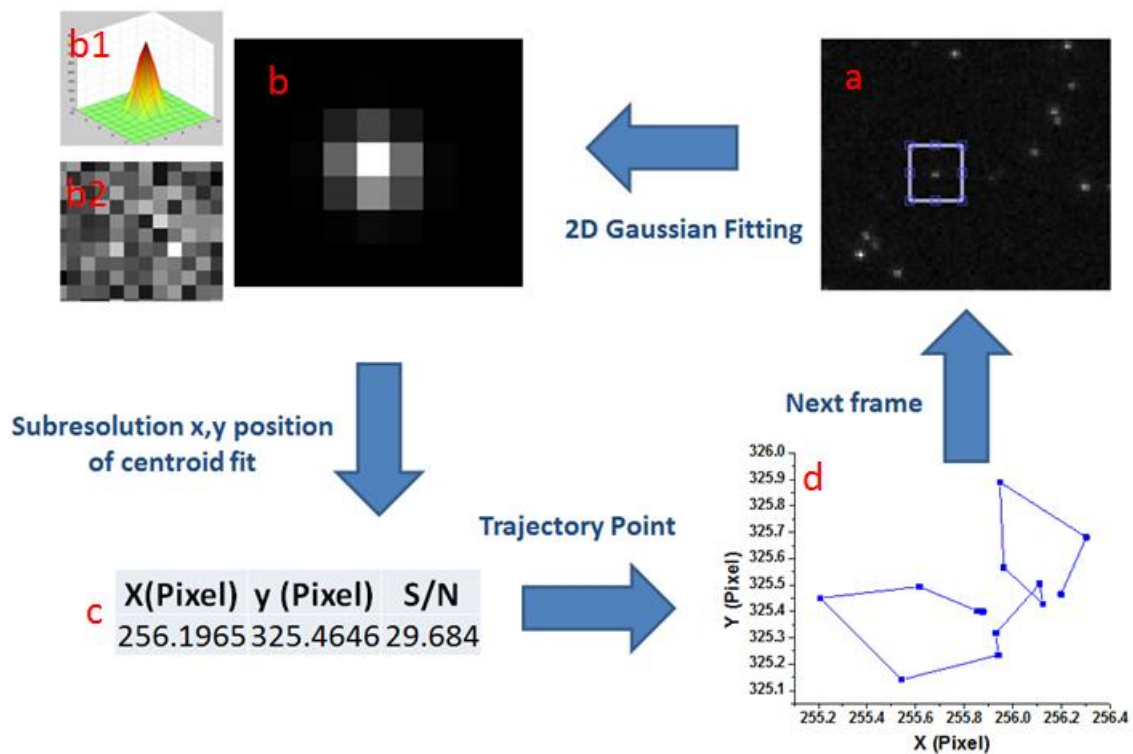 b1
b
b2
a
2D Gaussian Fitting
Subresolution x,y position
of centroid fit
Next frame
Trajectory Point
c
X(Pixel) y (Pixel) S/N
256.1965 325.4646 29.684
d
326.0
325.9
325.7
325.6
325.5
325.4
325.3
325.2
325.1
Y (Pixel)
255.2 255.4 255.6 255.8 256.0 256.2 256.4
X (Pixel)